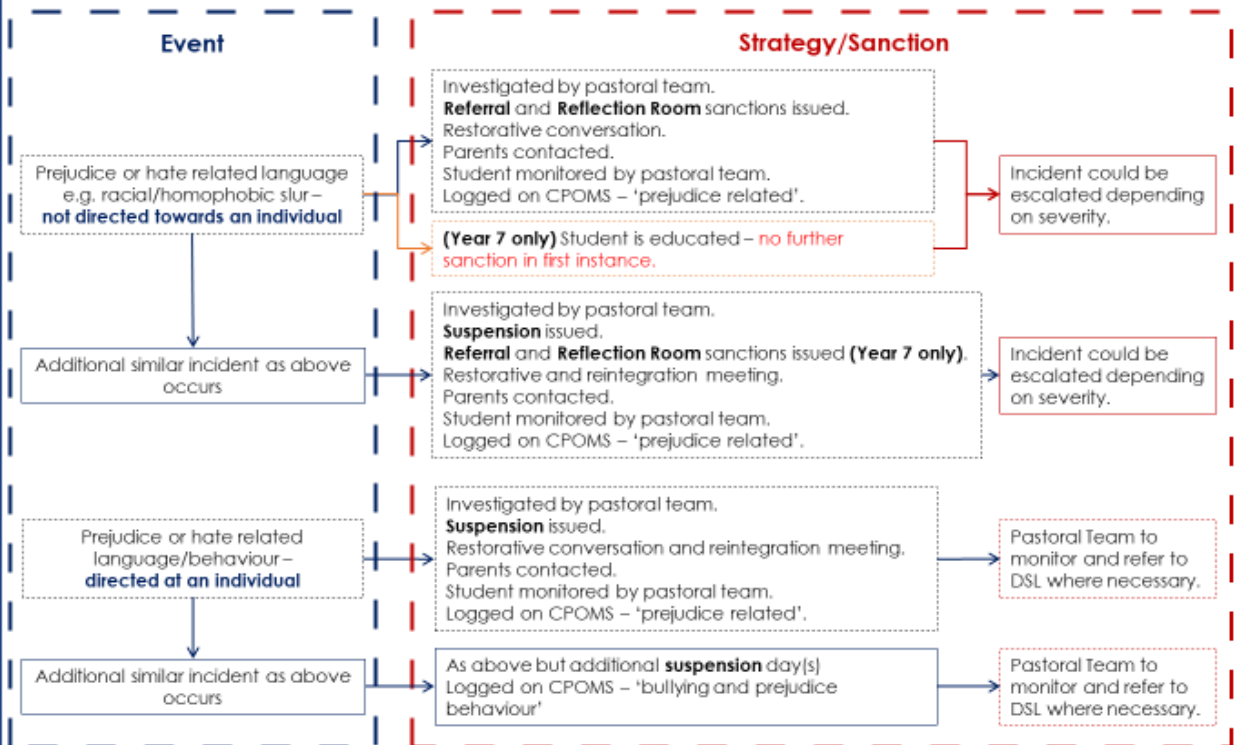 Event
Strategy/Sanction
Prejudice or hate related language
e.g. racial/homophobic slur –
not directed towards an individual
Investigated by pastoral team.
Referral and Reflection Room sanctions issued.
Restorative conversation.
Parents contacted.
Student monitored by pastoral team.
Logged on CPOMS – ‘prejudice related’.
(Year 7 only) Student is educated – no further
sanction in first instance.
Incident could be
escalated depending
on severity.
Additional similar incident as above
occurs
Investigated by pastoral team.
Suspension issued.
Referral and Reflection Room sanctions issued (Year 7 only).
Restorative and reintegration meeting.
Parents contacted.
Student monitored by pastoral team.
Logged on CPOMS – ‘prejudice related’.
Incident could be
escalated depending
on severity.
Prejudice or hate related
language/behaviour –
directed at an individual
Investigated by pastoral team.
Suspension issued.
Restorative conversation and reintegration meeting.
Parents contacted.
Student monitored by pastoral team.
Logged on CPOMS – ‘prejudice related’.
Pastoral Team to
monitor and refer to
DSL where necessary.
Additional similar incident as above
occurs
As above but additional suspension day(s)
Logged on CPOMS – ‘bullying and prejudice
behaviour’
Pastoral Team to
monitor and refer to
DSL where necessary.